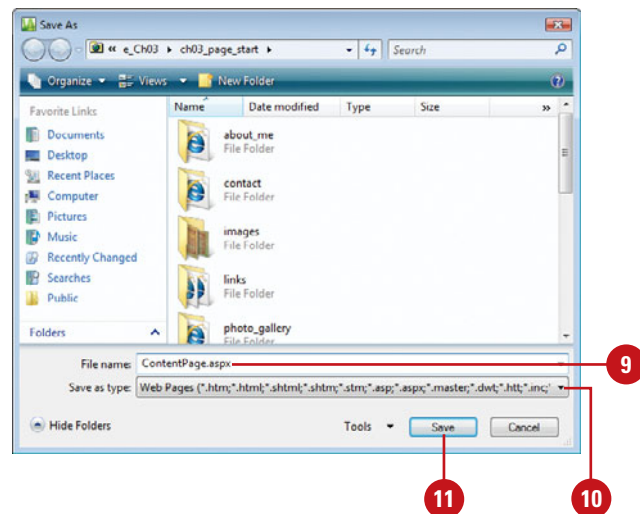 Save As
« e_Ch03 ▸ ch03_page_start ▸ Search
Organize Views New Folder
Favorite Links
Documents
Desktop
Recent Places
Computer
Pictures
Music
Recently Changed
Searches
Public
Folders
Name Date modified Type Size »
about_me
File Folder
contact
File Folder
images
File Folder
links
File Folder
photo_gallery
File Folder
File name: ContentPage.aspx
9
Save as type: Web Pages (*.htm;*.html;*.shtml;*.shtm;*.stm;*.asp;*.aspx;*.master;*.dwt;*.htt;*.inc;*
Hide Folders Tools Save Cancel
11 10